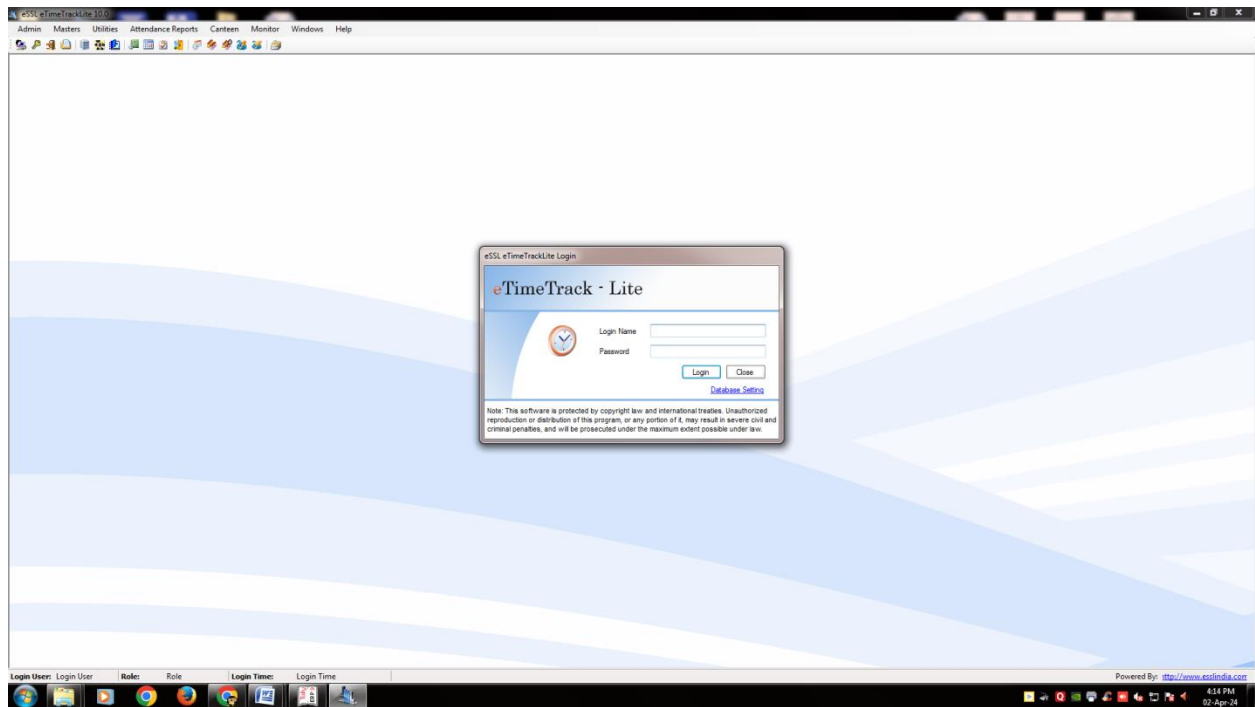 eSSL eTimeTrackLite 10.0
Admin Masters Utilities Attendance Reports Canteen Monitor Windows Help
eSSL eTimeTrackLite Login
eTimeTrack - Lite
Login Name
Password
Login Close
Database Setting
Note: This software is protected by copyright law and international treaties. Unauthorized
reproduction or distribution of this program, or any portion of it, may result in severe civil and
criminal penalties, and will be prosecuted under the maximum extent possible under law.
Login User: Login User Role: Role Login Time: Login Time Powered By: http://www.esslindia.com
4:14 PM
02-Apr-24